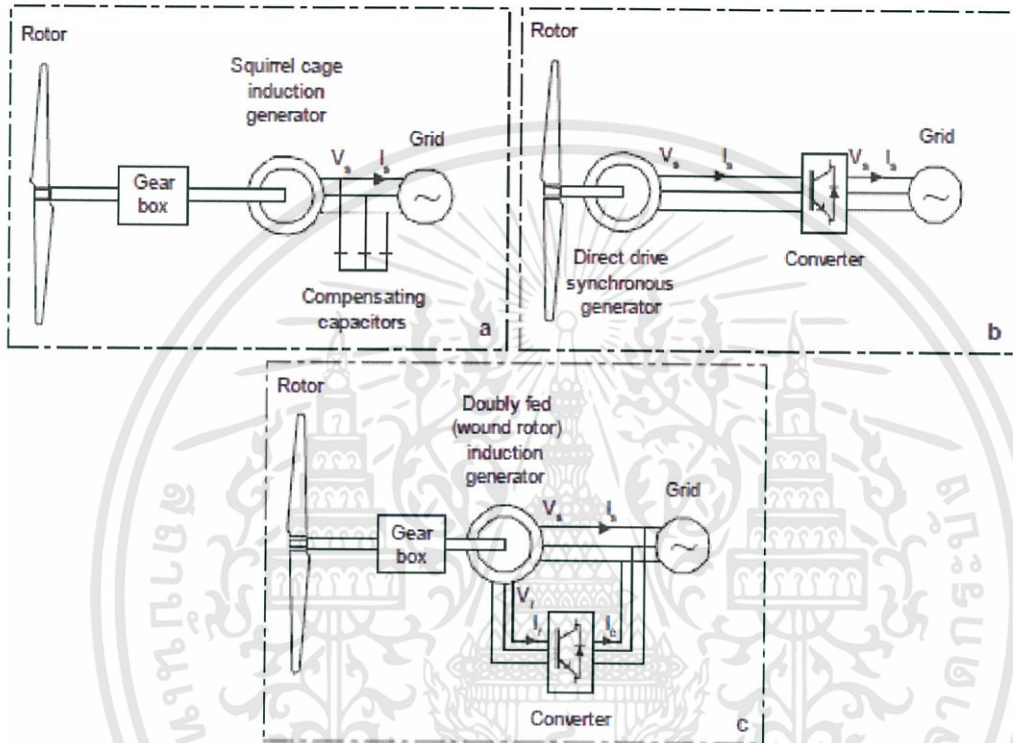 Rotor
Squirrel cage
induction
generator
Gear
box
Vs
Is
Grid
Compensating
capacitors
a
Rotor
Vs
Is
Vs
Is
Grid
Direct drive
synchronous
generator
Converter
b
Rotor
Doubly fed
(wound rotor)
induction
generator
Gear
box
Vs
Is
Grid
Vr
Ir
Ic
Converter
c